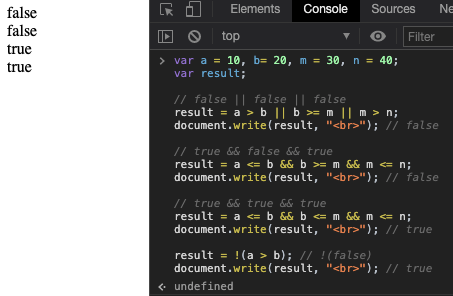 false
false
true
true
Elements Console Sources Ne
top Filter
var a = 10, b= 20, m = 30, n = 40;
var result;
// false || false || false
result = a > b || b >= m || m > n;
document.write(result, "<br>"); // false
// true && false && true
result = a <= b && b >= m && m <= n;
document.write(result, "<br>"); // false
// true && true && true
result = a <= b && b <= m && m <= n;
document.write(result, "<br>"); // true
result = !(a > b); // !(false)
document.write(result, "<br>"); // true
undefined